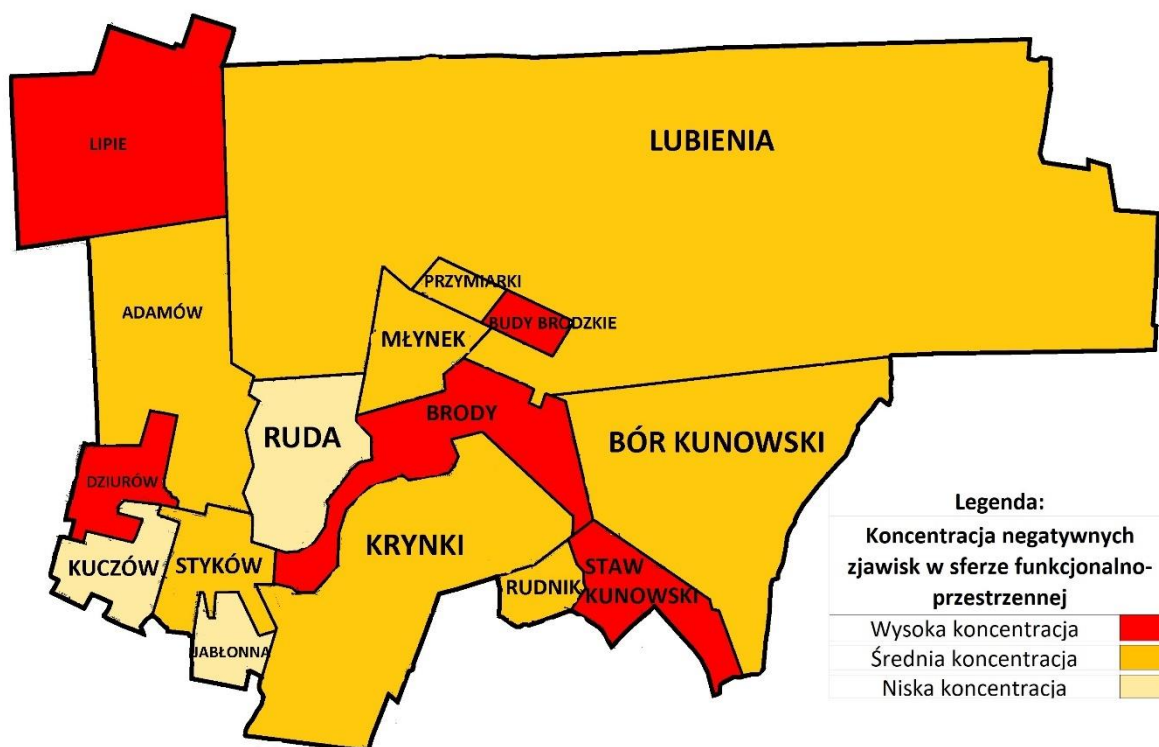 LIPIE
LUBIENIA
PRZYMIARKI
ADAMÓW
BUDY BRODZKIE
MŁYNEK
BRODY
RUDA
BÓR KUNOWSKI
DZIURÓW
KRYNKI
KUCZÓW
STYKÓW
STAW
KUNOWSKI
RUDNIK
JABŁONNA
Legenda:
Koncentracja negatywnych
zjawisk w sferze funkcjonalno-
przestrzennej
Wysoka koncentracja
Średnia koncentracja
Niska koncentracja